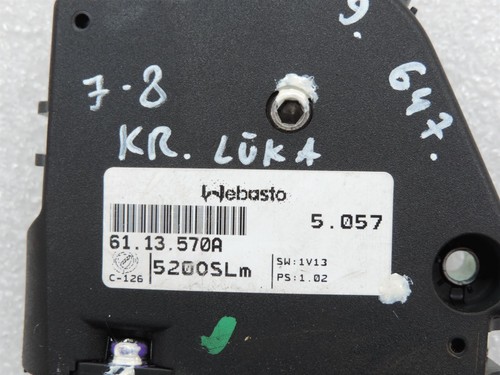 9.
647.
7-8
KR. LŪKA
Webasto
5.057
61.13.570A
C-126
5200SLm
SW:1V13
PS:1.02